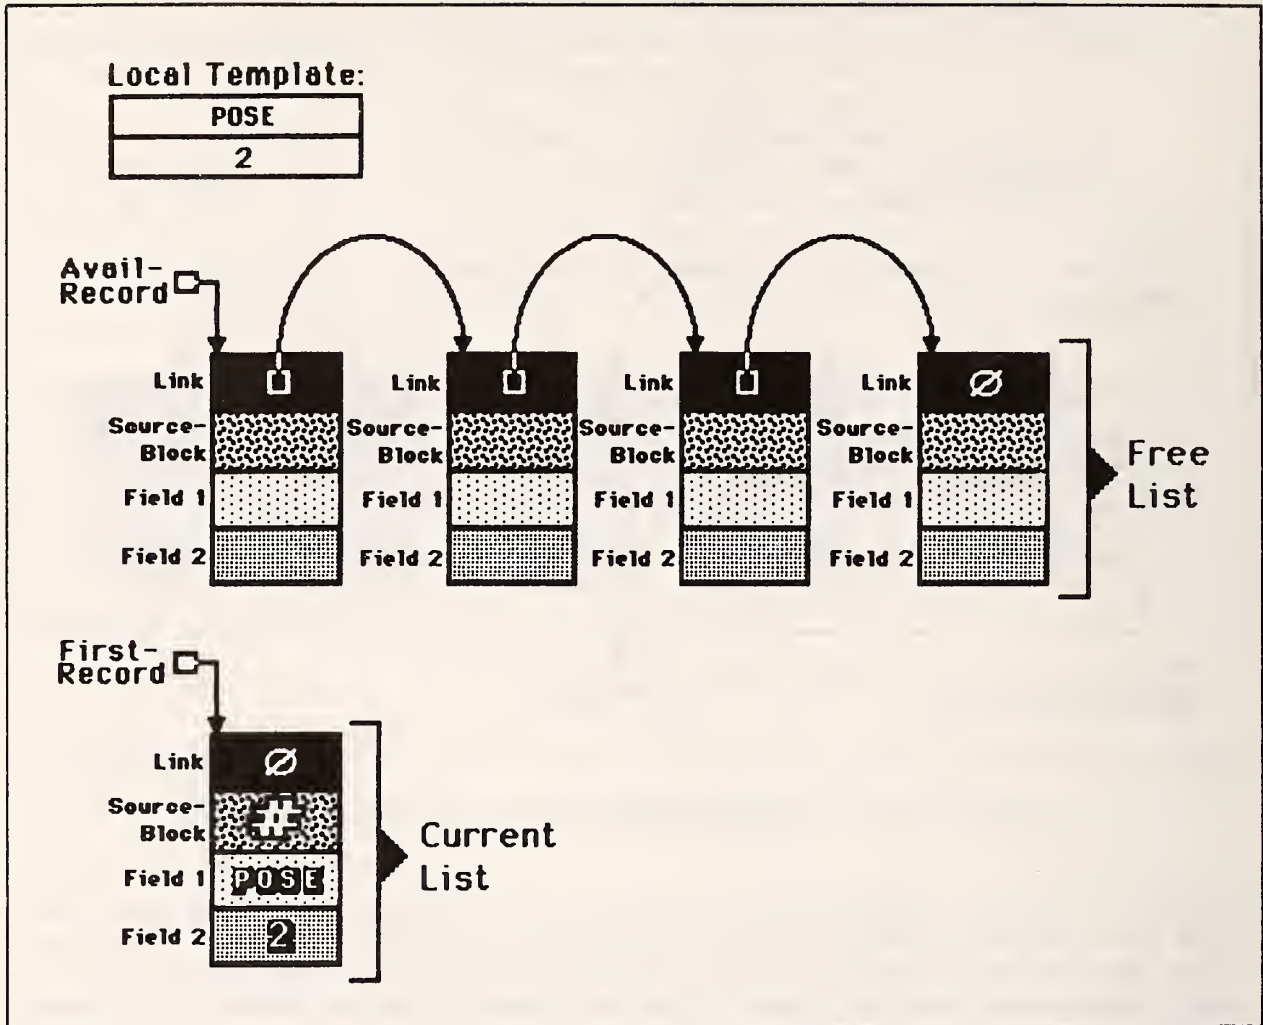 Local Template:
POSE
2
Avail-
Record
Link Link Link Link
Ø
Source- Source- Source- Source-
Block Block Block Block
Field 1 Field 1 Field 1 Field 1
Field 2 Field 2 Field 2 Field 2
Free
List
First-
Record
Link Ø
Source-
Block
#
Field 1 POSE
Field 2 2
Current
List